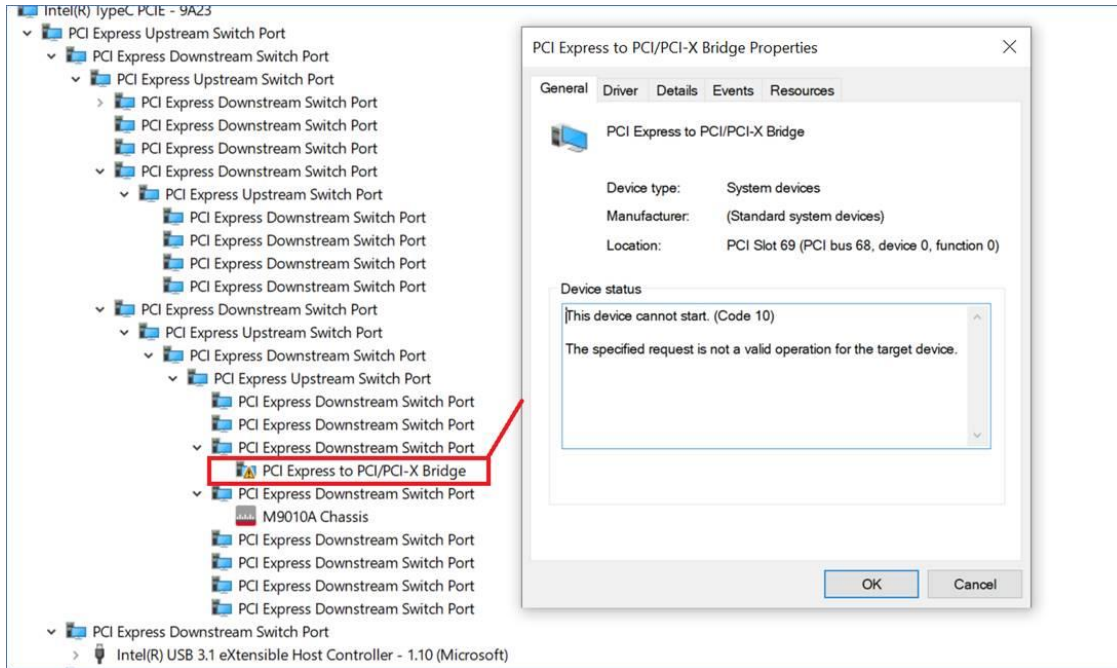 Intel(R) TypeC PCIE - 9A23
PCI Express Upstream Switch Port
PCI Express Downstream Switch Port
PCI Express Upstream Switch Port
PCI Express Downstream Switch Port
PCI Express Downstream Switch Port
PCI Express Downstream Switch Port
PCI Express Downstream Switch Port
PCI Express Upstream Switch Port
PCI Express Downstream Switch Port
PCI Express Downstream Switch Port
PCI Express Downstream Switch Port
PCI Express Downstream Switch Port
PCI Express Downstream Switch Port
PCI Express Upstream Switch Port
PCI Express Downstream Switch Port
PCI Express Upstream Switch Port
PCI Express Downstream Switch Port
PCI Express Downstream Switch Port
PCI Express Downstream Switch Port
PCI Express to PCI/PCI-X Bridge
PCI Express Downstream Switch Port
M9010A Chassis
PCI Express Downstream Switch Port
PCI Express Downstream Switch Port
PCI Express Downstream Switch Port
PCI Express Downstream Switch Port
PCI Express Downstream Switch Port
Intel(R) USB 3.1 eXtensible Host Controller - 1.10 (Microsoft)
PCI Express to PCI/PCI-X Bridge Properties
General Driver Details Events Resources
PCI Express to PCI/PCI-X Bridge
Device type: System devices
Manufacturer: (Standard system devices)
Location: PCI Slot 69 (PCI bus 68, device 0, function 0)
Device status
This device cannot start. (Code 10)
The specified request is not a valid operation for the target device.
OK Cancel